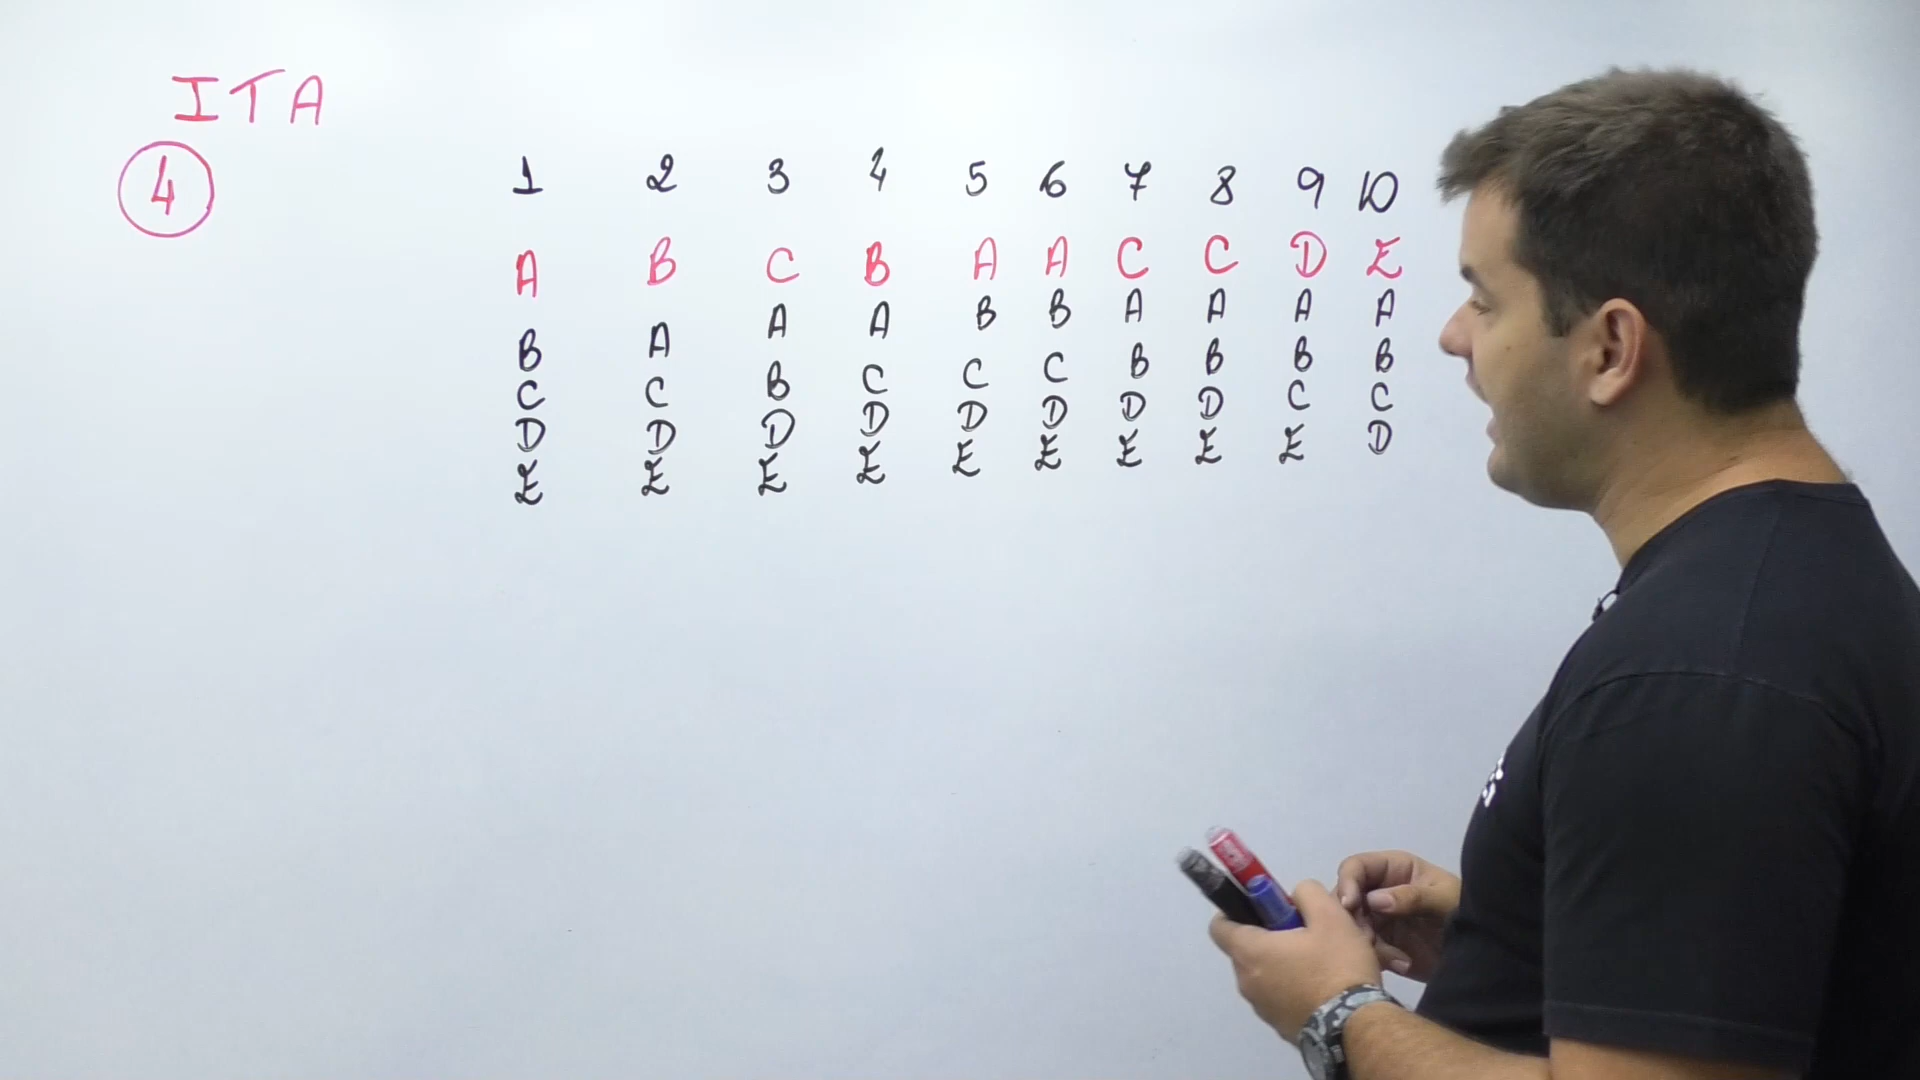 ITA
4
1 2 3 4 5 6 7 8 9 10
A B C B A A C C D E
B A A A B B A A A A
C C B C C C B B B B
D D D D D D D D C C
E E E E E E E E E D